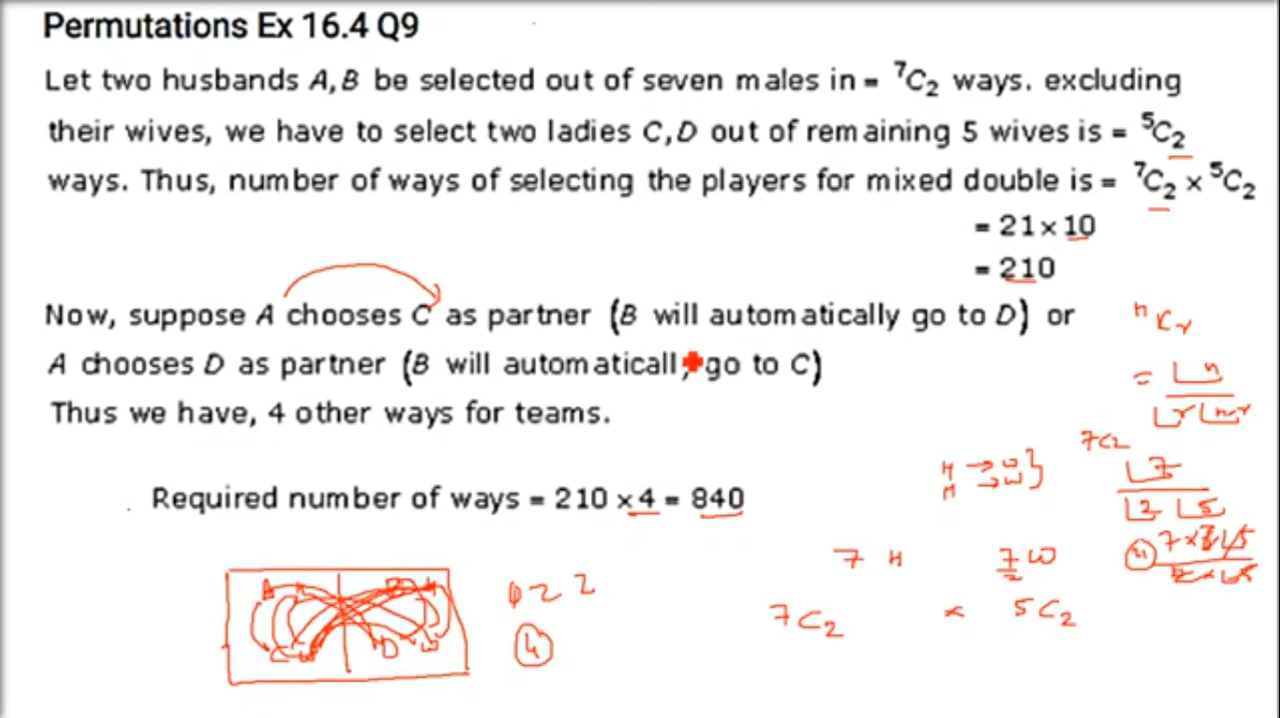 Permutations Ex 16.4 Q9
Let two husbands A,B be selected out of seven males in = ⁷C₂ ways. excluding
their wives, we have to select two ladies C,D out of remaining 5 wives is = ⁵C₂
ways. Thus, number of ways of selecting the players for mixed double is = ⁷C₂ × ⁵C₂
= 21 × 10
= 210
Now, suppose A chooses C as partner (B will automatically go to D) or
A chooses D as partner (B will automaticall, go to C)
Thus we have, 4 other ways for teams.
Required number of ways = 210 × 4 = 840
7C2
7 H 7 W
2
7C2 × 5C2
4